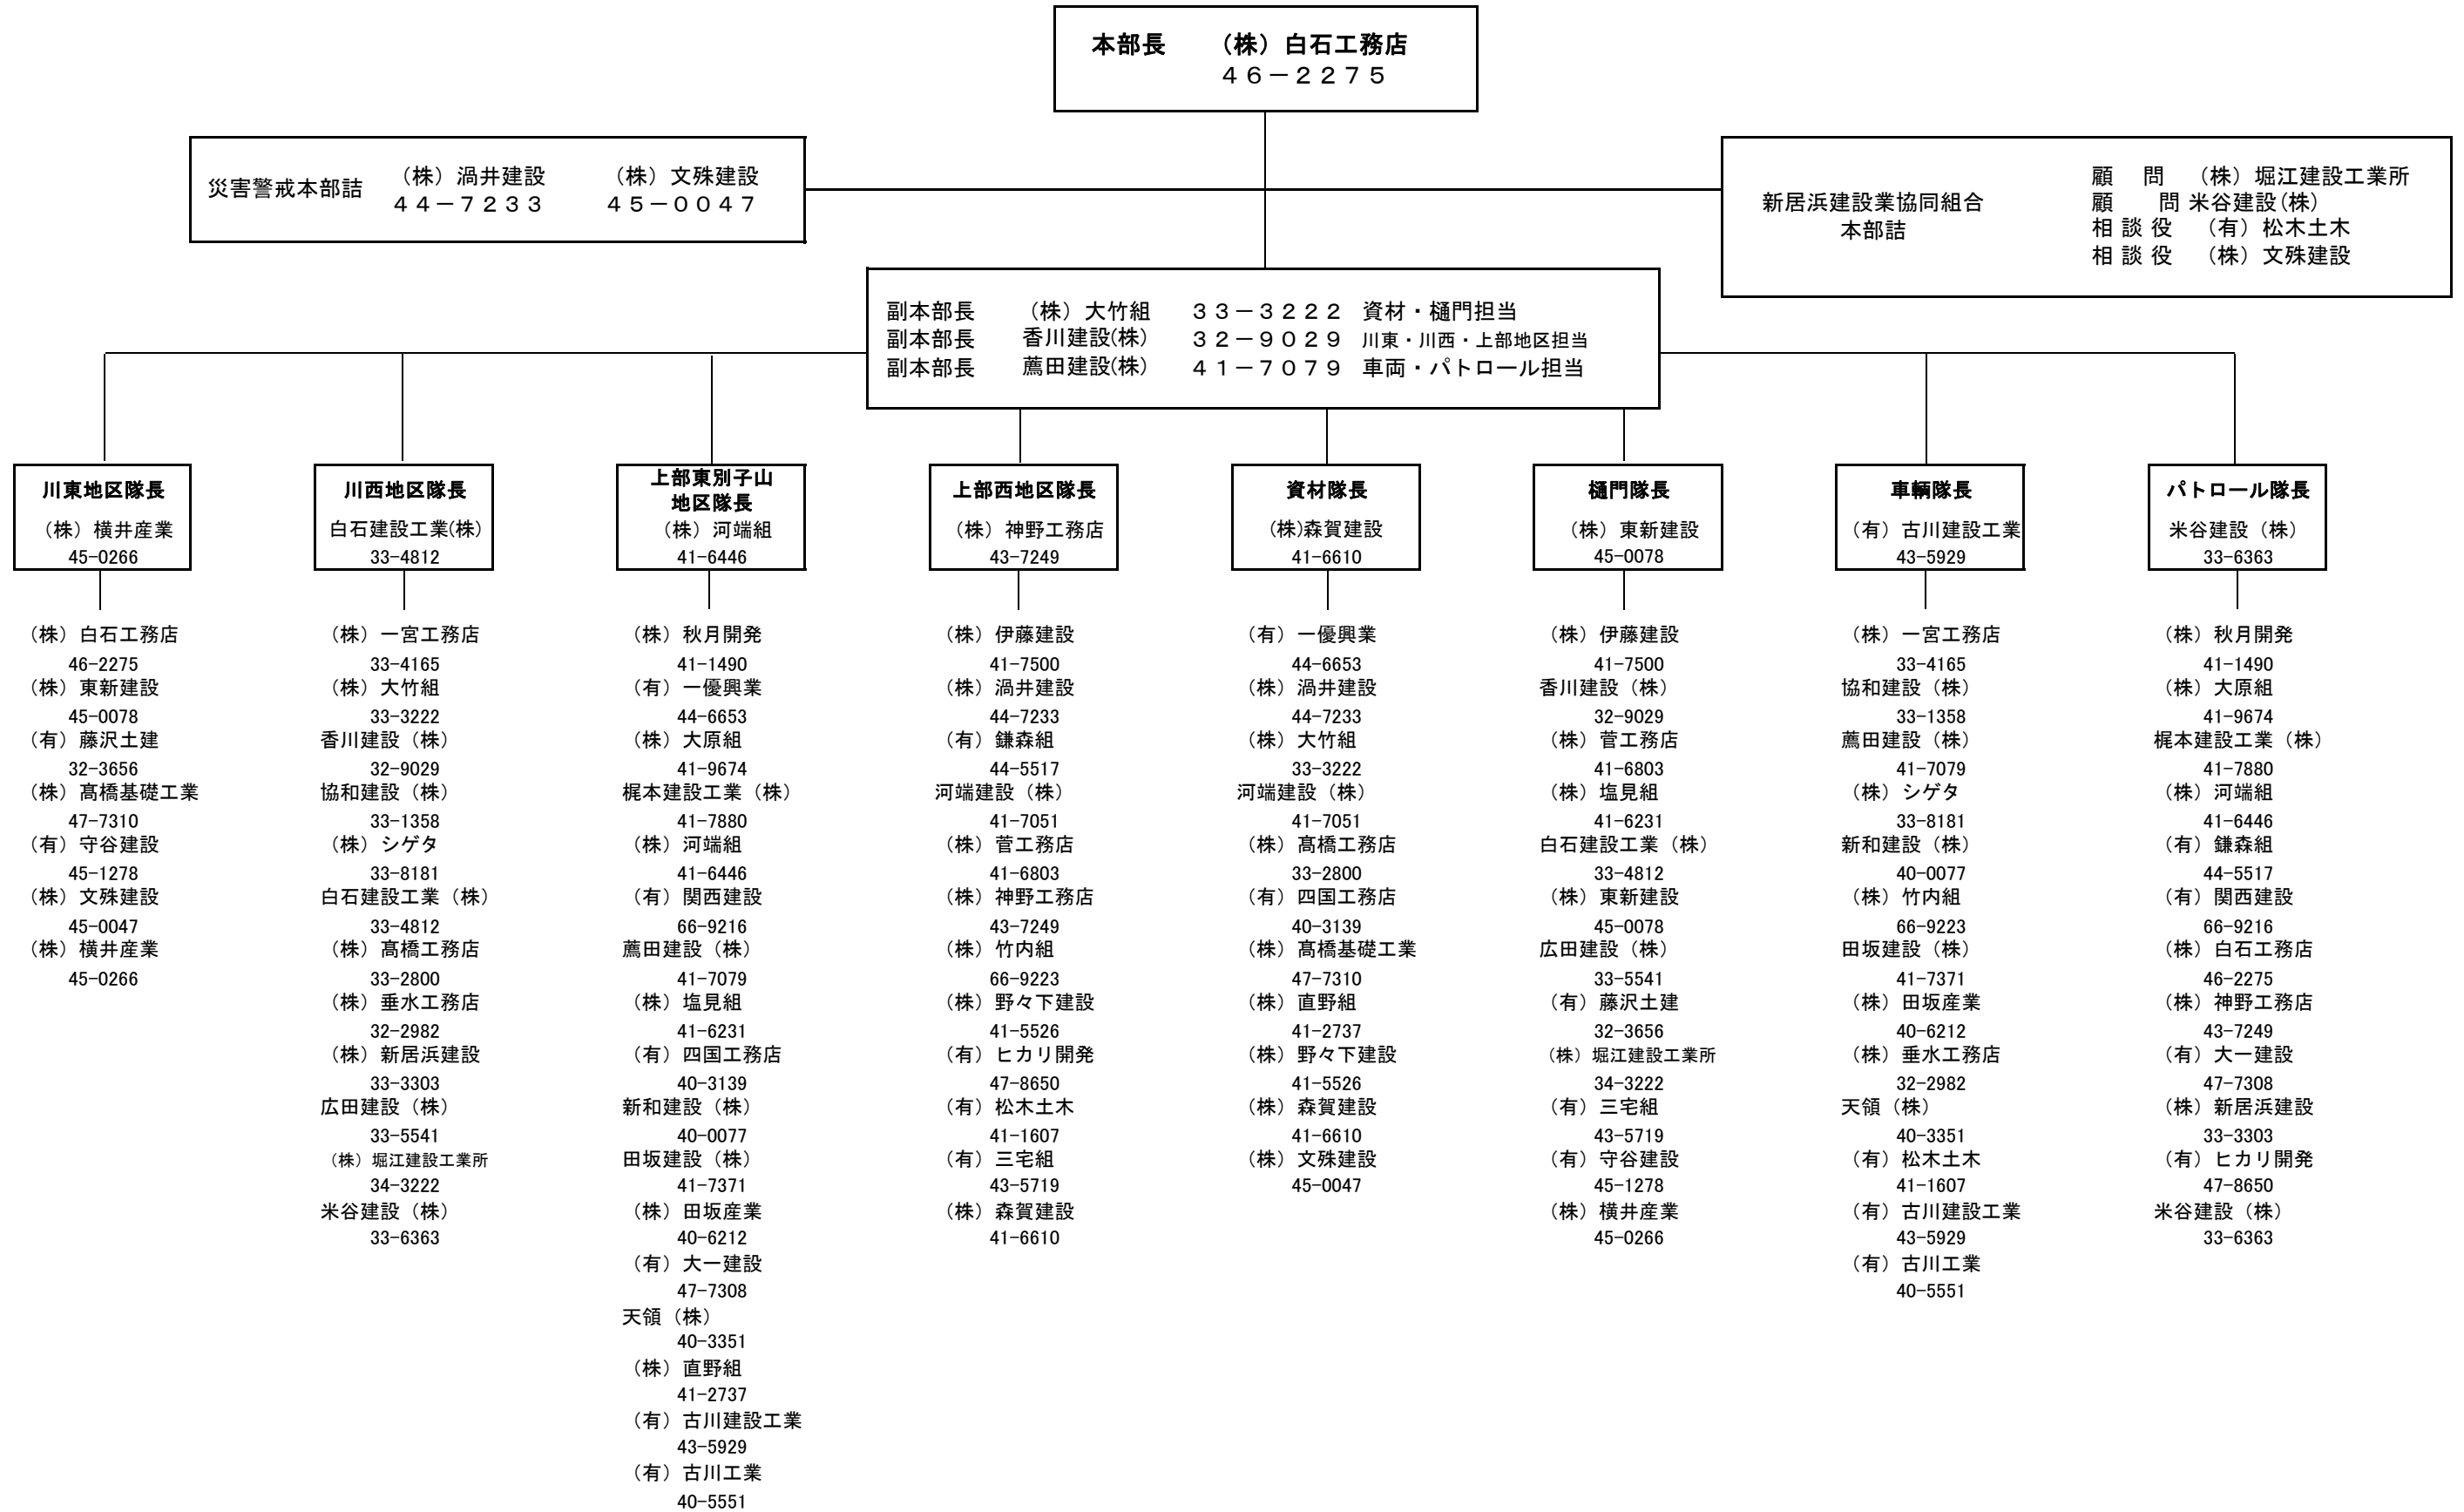 本部長　（株）白石工務店
４６－２２７５
災害警戒本部詰
（株）渦井建設　（株）文殊建設
４４－７２３３　４５－００４７
新居浜建設業協同組合
本部詰
顧　問　（株）堀江建設工業所
顧　　問 米谷建設(株)
相 談 役　（有）松木土木
相 談 役　（株）文殊建設
副本部長　（株）大竹組　３３－３２２２　資材・樋門担当
副本部長　香川建設(株)　３２－９０２９　川東・川西・上部地区担当
副本部長　薦田建設(株)　４１－７０７９　車両・パトロール担当
川東地区隊長
（株）横井産業
45-0266
（株）白石工務店
46-2275
（株）東新建設
45-0078
（有）藤沢土建
32-3656
（株）髙橋基礎工業
47-7310
（有）守谷建設
45-1278
（株）文殊建設
45-0047
（株）横井産業
45-0266
川西地区隊長
白石建設工業(株)
33-4812
（株）一宮工務店
33-4165
（株）大竹組
33-3222
香川建設（株）
32-9029
協和建設（株）
33-1358
（株）シゲタ
33-8181
白石建設工業（株）
33-4812
（株）髙橋工務店
33-2800
（株）垂水工務店
32-2982
（株）新居浜建設
33-3303
広田建設（株）
33-5541
（株）堀江建設工業所
34-3222
米谷建設（株）
33-6363
上部東別子山
地区隊長
（株）河端組
41-6446
（株）秋月開発
41-1490
（有）一優興業
44-6653
（株）大原組
41-9674
梶本建設工業（株）
41-7880
（株）河端組
41-6446
（有）関西建設
66-9216
薦田建設（株）
41-7079
（株）塩見組
41-6231
（有）四国工務店
40-3139
新和建設（株）
40-0077
田坂建設（株）
41-7371
（株）田坂産業
40-6212
（有）大一建設
47-7308
天領（株）
40-3351
（株）直野組
41-2737
（有）古川建設工業
43-5929
（有）古川工業
40-5551
上部西地区隊長
（株）神野工務店
43-7249
（株）伊藤建設
41-7500
（株）渦井建設
44-7233
（有）鎌森組
44-5517
河端建設（株）
41-7051
（株）菅工務店
41-6803
（株）神野工務店
43-7249
（株）竹内組
66-9223
（株）野々下建設
41-5526
（有）ヒカリ開発
47-8650
（有）松木土木
41-1607
（有）三宅組
43-5719
（株）森賀建設
41-6610
資材隊長
（株)森賀建設
41-6610
（有）一優興業
44-6653
（株）渦井建設
44-7233
（株）大竹組
33-3222
河端建設（株）
41-7051
（株）髙橋工務店
33-2800
（有）四国工務店
40-3139
（株）髙橋基礎工業
47-7310
（株）直野組
41-2737
（株）野々下建設
41-5526
（株）森賀建設
41-6610
（株）文殊建設
45-0047
樋門隊長
（株）東新建設
45-0078
（株）伊藤建設
41-7500
香川建設（株）
32-9029
（株）菅工務店
41-6803
（株）塩見組
41-6231
白石建設工業（株）
33-4812
（株）東新建設
45-0078
広田建設（株）
33-5541
（有）藤沢土建
32-3656
（株）堀江建設工業所
34-3222
（有）三宅組
43-5719
（有）守谷建設
45-1278
（株）横井産業
45-0266
車輌隊長
（有）古川建設工業
43-5929
（株）一宮工務店
33-4165
協和建設（株）
33-1358
薦田建設（株）
41-7079
（株）シゲタ
33-8181
新和建設（株）
40-0077
（株）竹内組
66-9223
田坂建設（株）
41-7371
（株）田坂産業
40-6212
（株）垂水工務店
32-2982
天領（株）
40-3351
（有）松木土木
41-1607
（有）古川建設工業
43-5929
（有）古川工業
40-5551
パトロール隊長
米谷建設（株）
33-6363
（株）秋月開発
41-1490
（株）大原組
41-9674
梶本建設工業（株）
41-7880
（株）河端組
41-6446
（有）鎌森組
44-5517
（有）関西建設
66-9216
（株）白石工務店
46-2275
（株）神野工務店
43-7249
（有）大一建設
47-7308
（株）新居浜建設
33-3303
（有）ヒカリ開発
47-8650
米谷建設（株）
33-6363